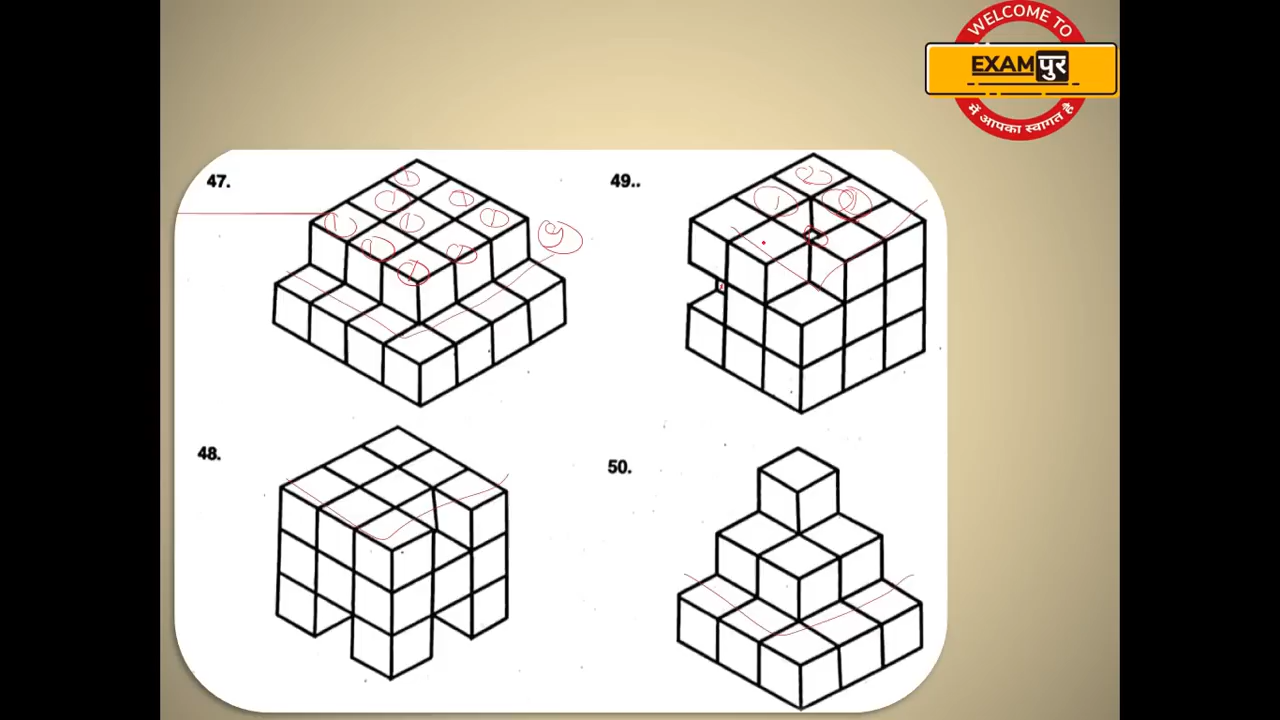 WELCOME TO
EXAMपुर
में आपका स्वागत है
47.
49..
48.
50.